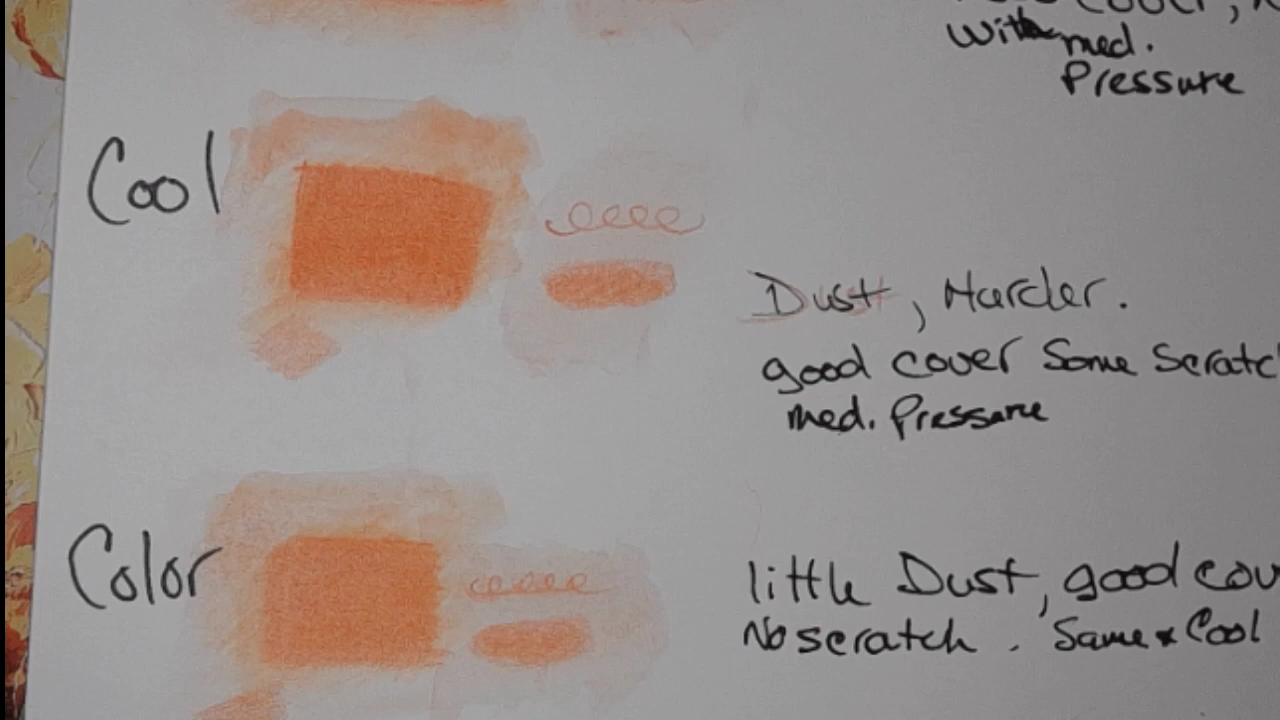 With med.
Pressure
Cool
Dust, Harder.
good cover Some Scratc
med. Pressure
Color
little Dust, good cou
No scratch. Same * Cool